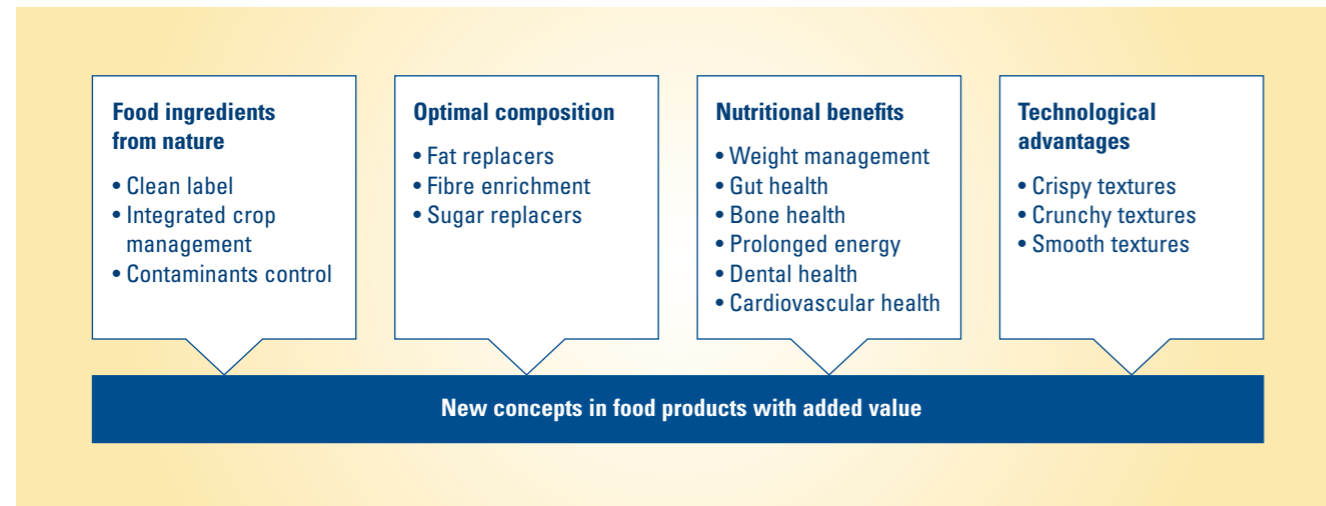 Food ingredients
from nature
• Clean label
• Integrated crop
management
• Contaminants control
Optimal composition
• Fat replacers
• Fibre enrichment
• Sugar replacers
Nutritional benefits
• Weight management
• Gut health
• Bone health
• Prolonged energy
• Dental health
• Cardiovascular health
Technological
advantages
• Crispy textures
• Crunchy textures
• Smooth textures
New concepts in food products with added value